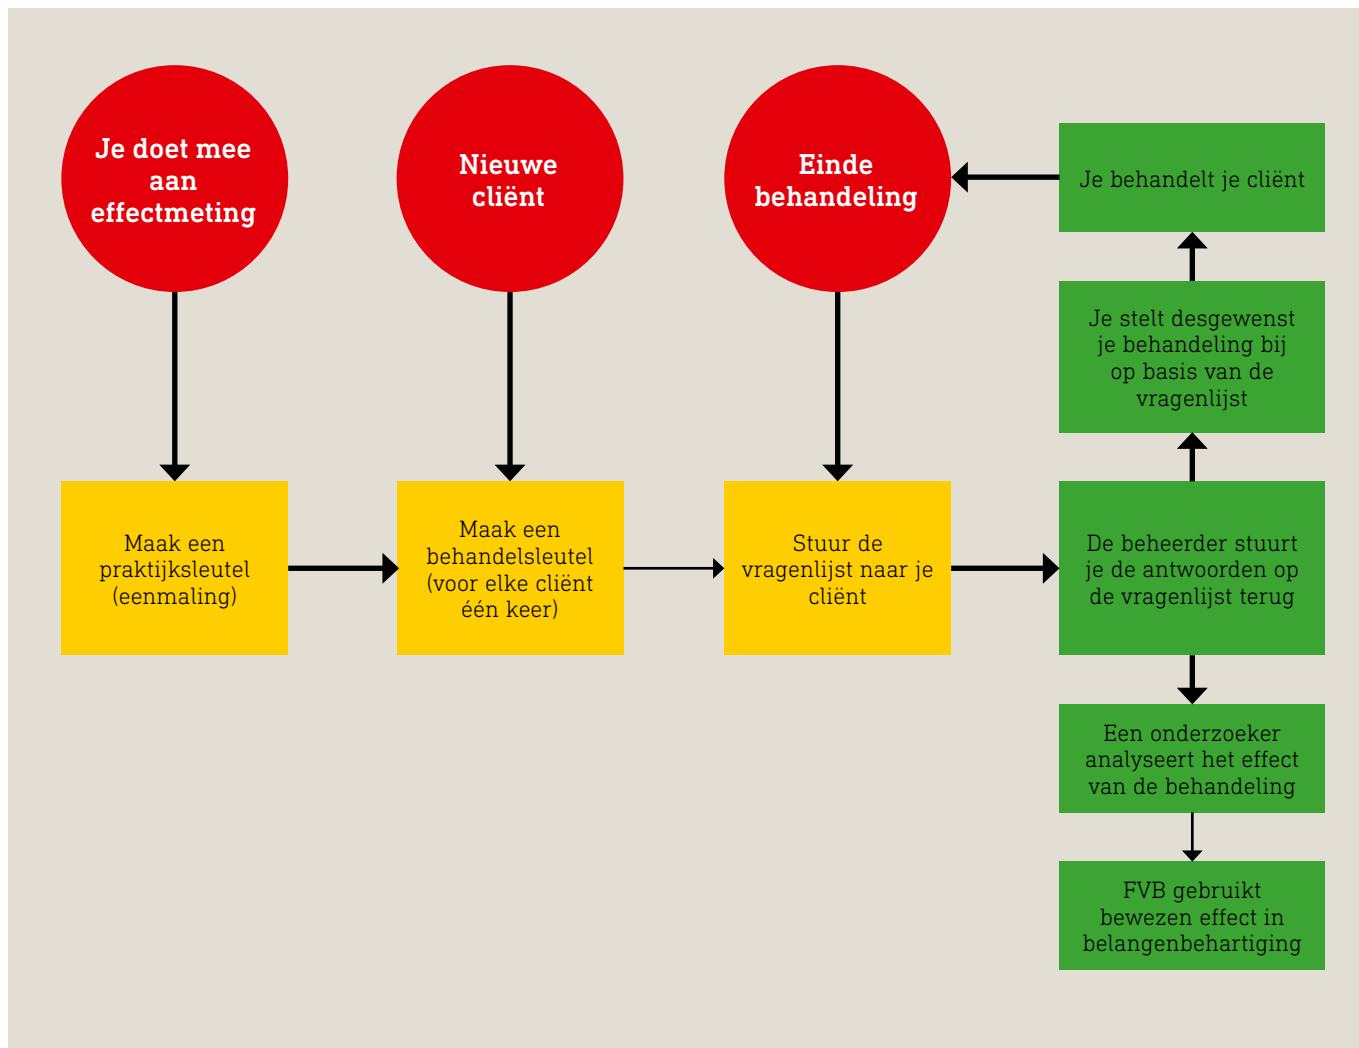 Je doet mee
aan
effectmeting
Nieuwe
cliënt
Einde
behandeling
Je behandelt je cliënt
Je stelt desgewenst
je behandeling bij
op basis van de
vragenlijst
Maak een
praktijksleutel
(eenmaling)
Maak een
behandelsleutel
(voor elke cliënt
één keer)
Stuur de
vragenlijst naar je
cliënt
De beheerder stuurt
je de antwoorden op
de vragenlijst terug
Een onderzoeker
analyseert het effect
van de behandeling
FVB gebruikt
bewezen effect in
belangenbehartiging